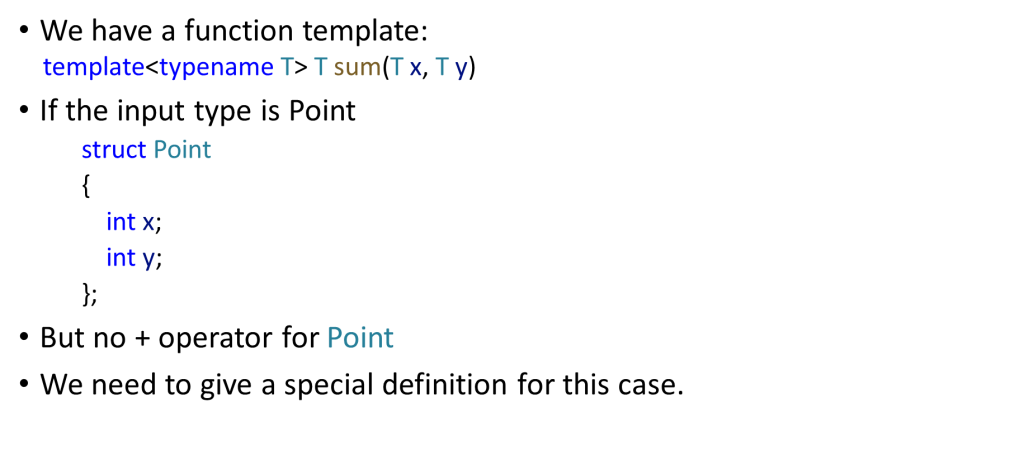 • We have a function template:
template<typename T> T sum(T x, T y)
• If the input type is Point
struct Point
{
int x;
int y;
};
• But no + operator for Point
• We need to give a special definition for this case.